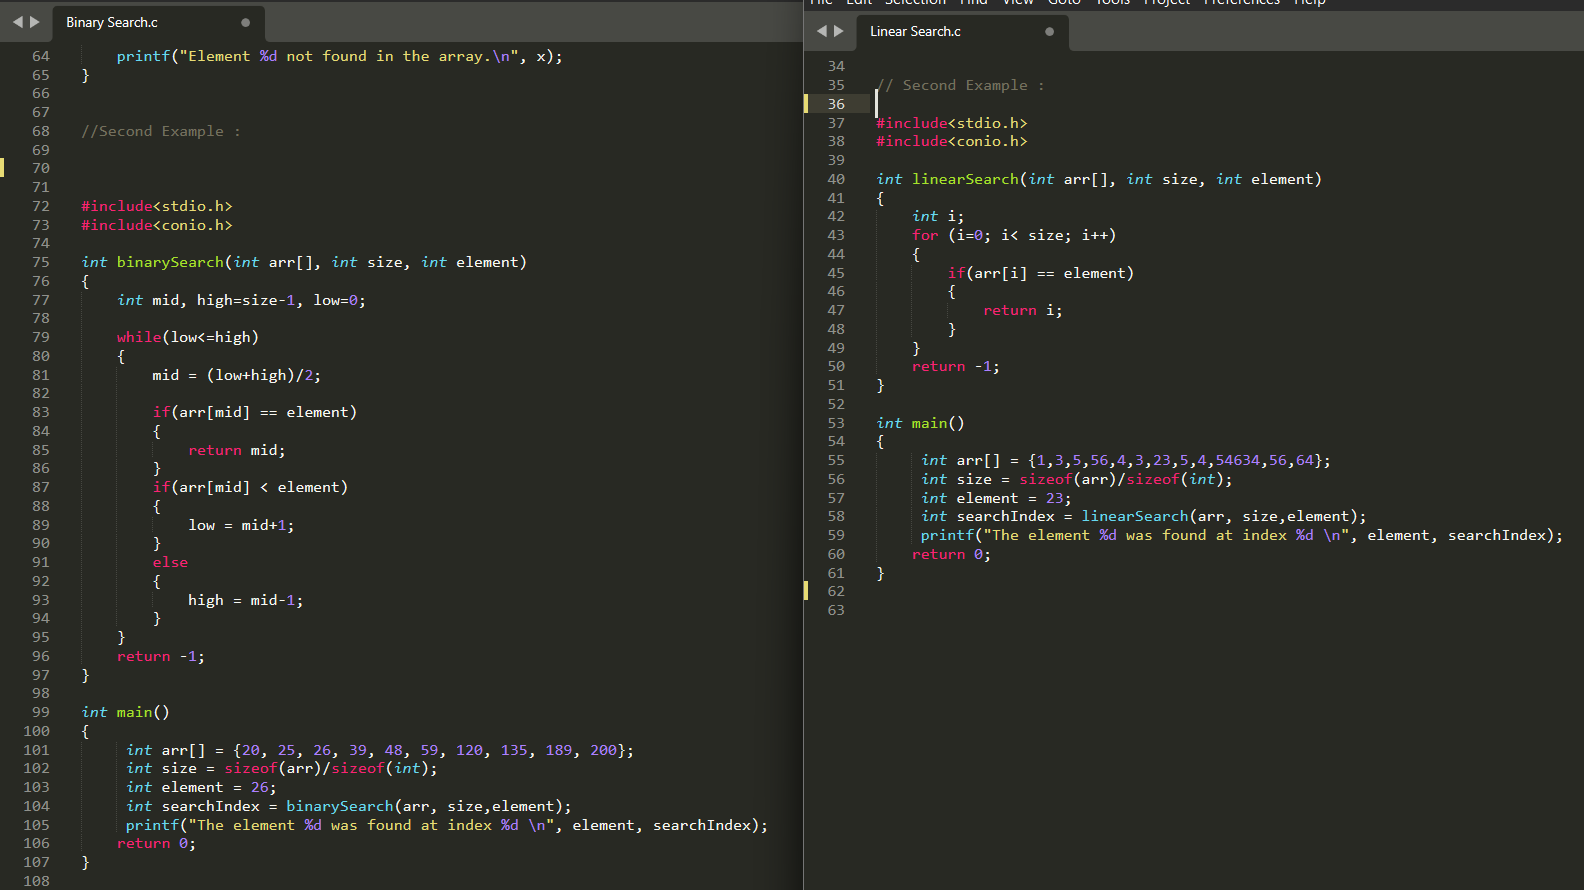 Binary Search.c
64 printf("Element %d not found in the array.\n", x);
65 }
66
67
68 //Second Example :
69
70
71
72 #include<stdio.h>
73 #include<conio.h>
74
75 int binarySearch(int arr[], int size, int element)
76 {
77 int mid, high=size-1, low=0;
78
79 while(low<=high)
80 {
81 mid = (low+high)/2;
82
83 if(arr[mid] == element)
84 {
85 return mid;
86 }
87 if(arr[mid] < element)
88 {
89 low = mid+1;
90 }
91 else
92 {
93 high = mid-1;
94 }
95 }
96 return -1;
97 }
98
99 int main()
100 {
101 int arr[] = {20, 25, 26, 39, 48, 59, 120, 135, 189, 200};
102 int size = sizeof(arr)/sizeof(int);
103 int element = 26;
104 int searchIndex = binarySearch(arr, size,element);
105 printf("The element %d was found at index %d \n", element, searchIndex);
106 return 0;
107 }
108
File Edit Selection Find View Goto Tools Project Preferences Help
Linear Search.c
34
35 // Second Example :
36
37 #include<stdio.h>
38 #include<conio.h>
39
40 int linearSearch(int arr[], int size, int element)
41 {
42 int i;
43 for (i=0; i< size; i++)
44 {
45 if(arr[i] == element)
46 {
47 return i;
48 }
49 }
50 return -1;
51 }
52
53 int main()
54 {
55 int arr[] = {1,3,5,56,4,3,23,5,4,54634,56,64};
56 int size = sizeof(arr)/sizeof(int);
57 int element = 23;
58 int searchIndex = linearSearch(arr, size,element);
59 printf("The element %d was found at index %d \n", element, searchIndex);
60 return 0;
61 }
62
63